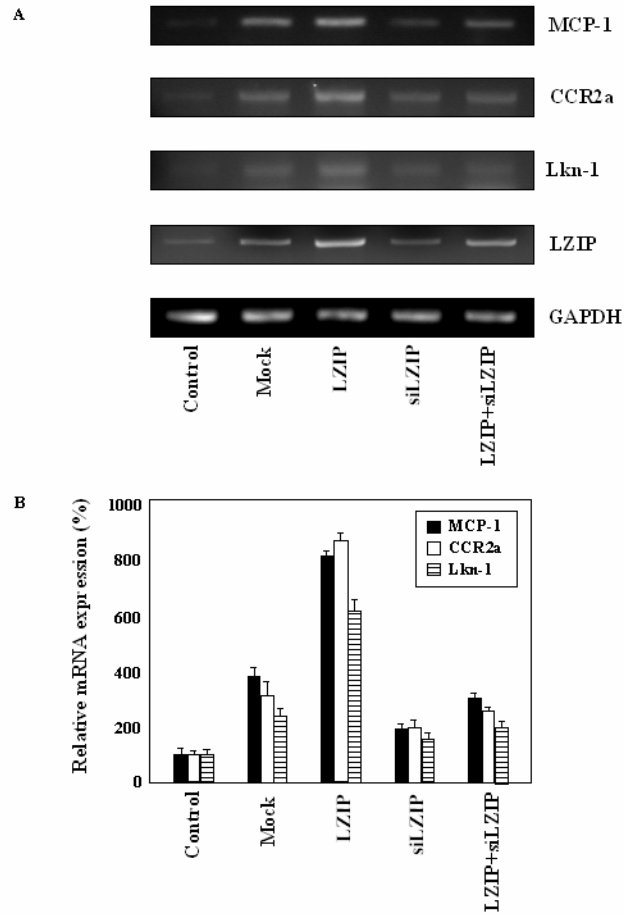 A
MCP-1
CCR2a
Lkn-1
LZIP
GAPDH
Control
Mock
LZIP
siLZIP
LZIP+siLZIP
B
Relative mRNA expression (%)
1000
800
600
400
200
0
MCP-1
CCR2a
Lkn-1
Control
Mock
LZIP
siLZIP
LZIP+siLZIP